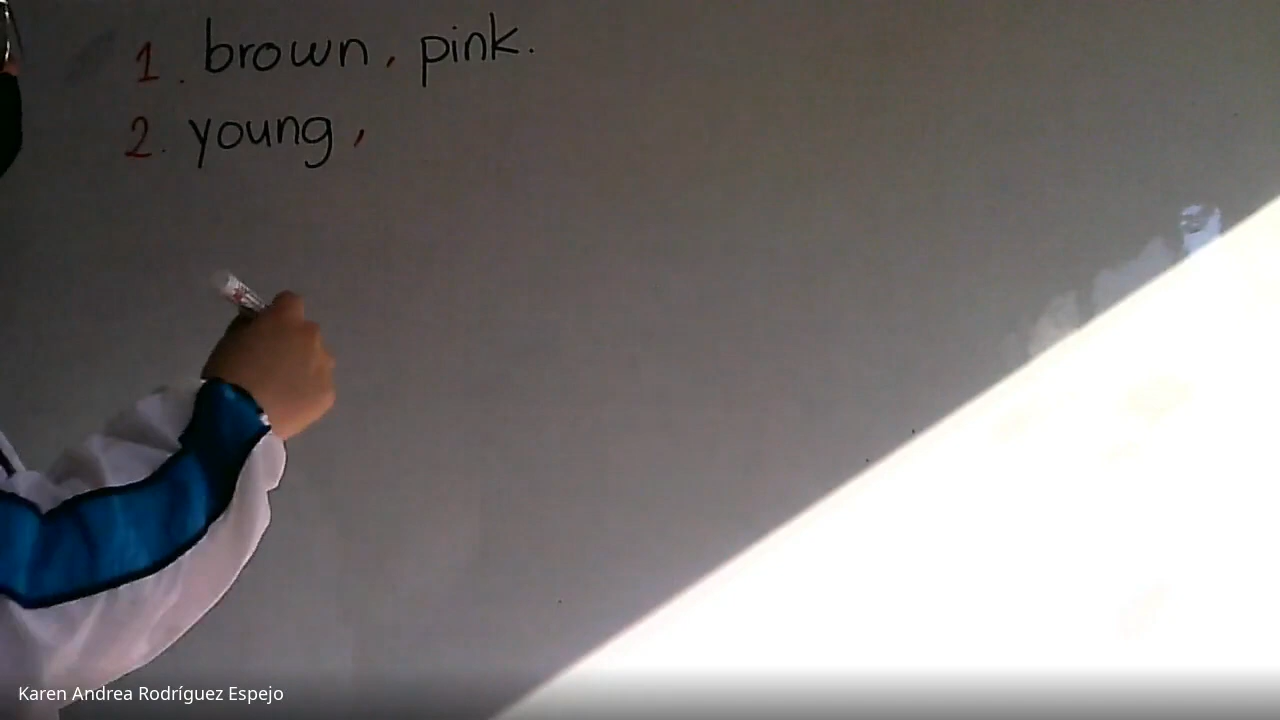 1. brown, pink.
2. young,
Karen Andrea Rodríguez Espejo